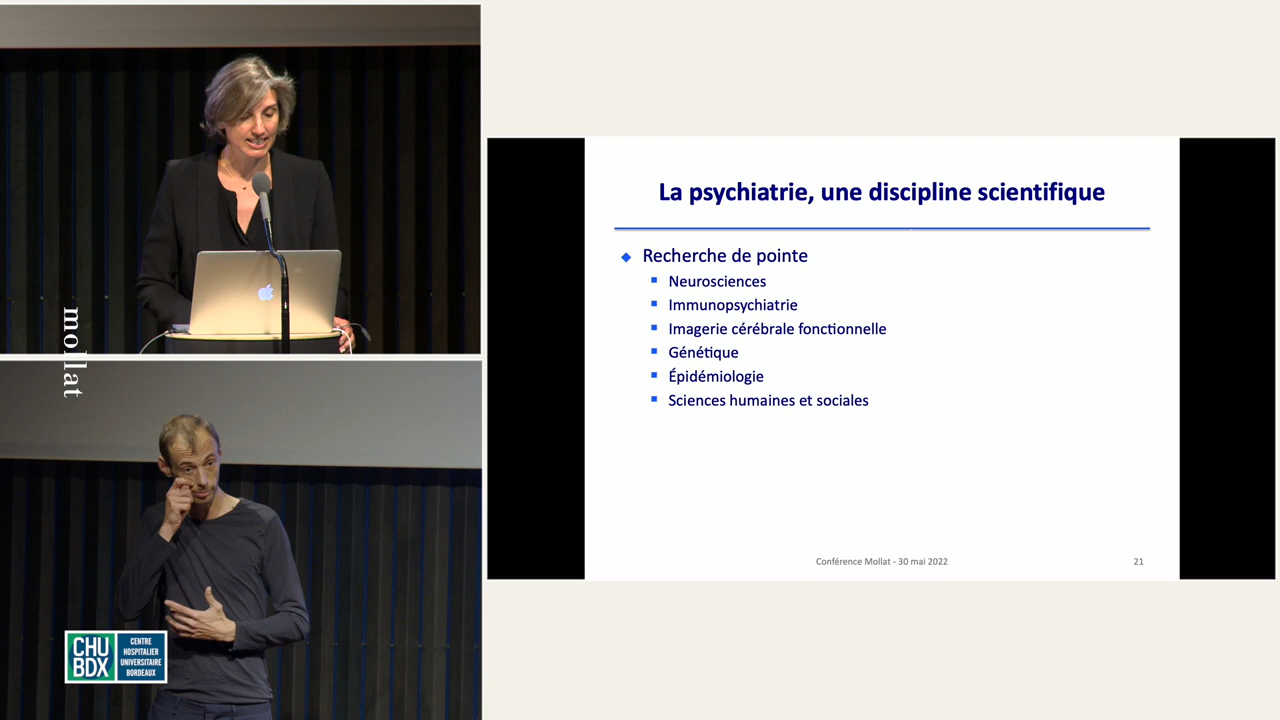 mollat
CHU
BDX
CENTRE
HOSPITALIER
UNIVERSITAIRE
BORDEAUX
La psychiatrie, une discipline scientifique
Recherche de pointe
Neurosciences
Immunopsychiatrie
Imagerie cérébrale fonctionnelle
Génétique
Épidémiologie
Sciences humaines et sociales
Conférence Mollat - 30 mai 2022
21